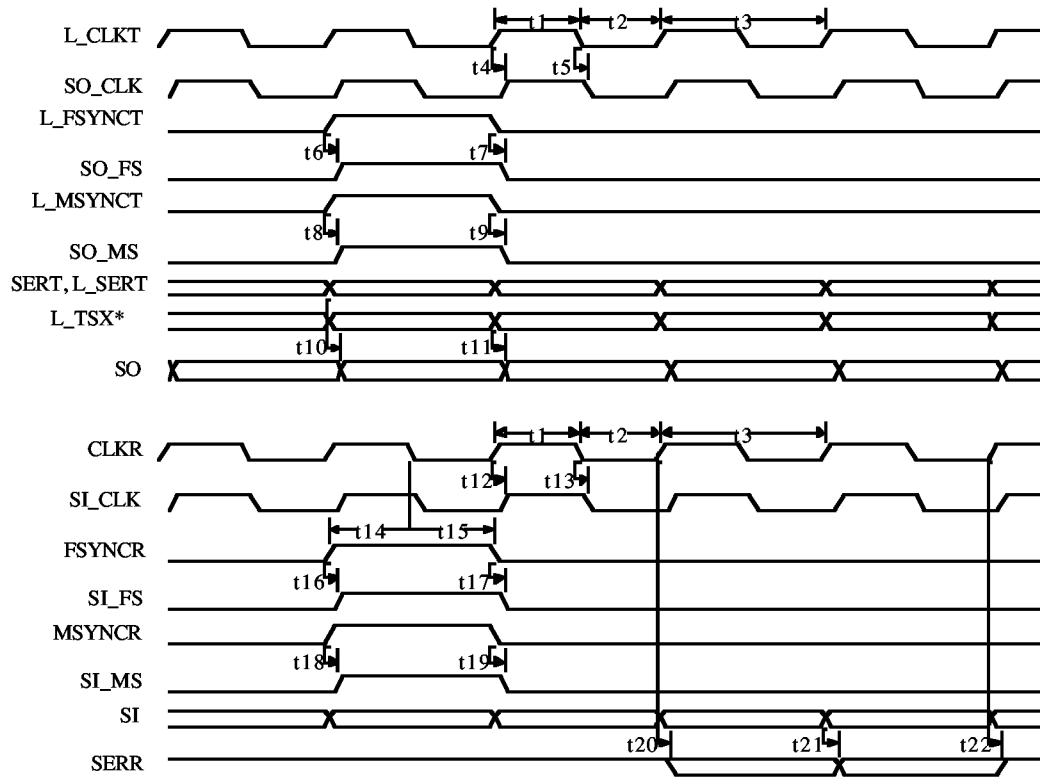 t1 t2 t3
L_CLKT
t4 t5
SO_CLK
L_FSYNCT
t6 t7
SO_FS
L_MSYNCT
t8 t9
SO_MS
SERT, L_SERT
L_TSX*
t10 t11
SO
t1 t2 t3
CLKR
t12 t13
SI_CLK
t14 t15
FSYNCR
t16 t17
SI_FS
MSYNCR
t18 t19
SI_MS
SI
t20 t21 t22
SERR